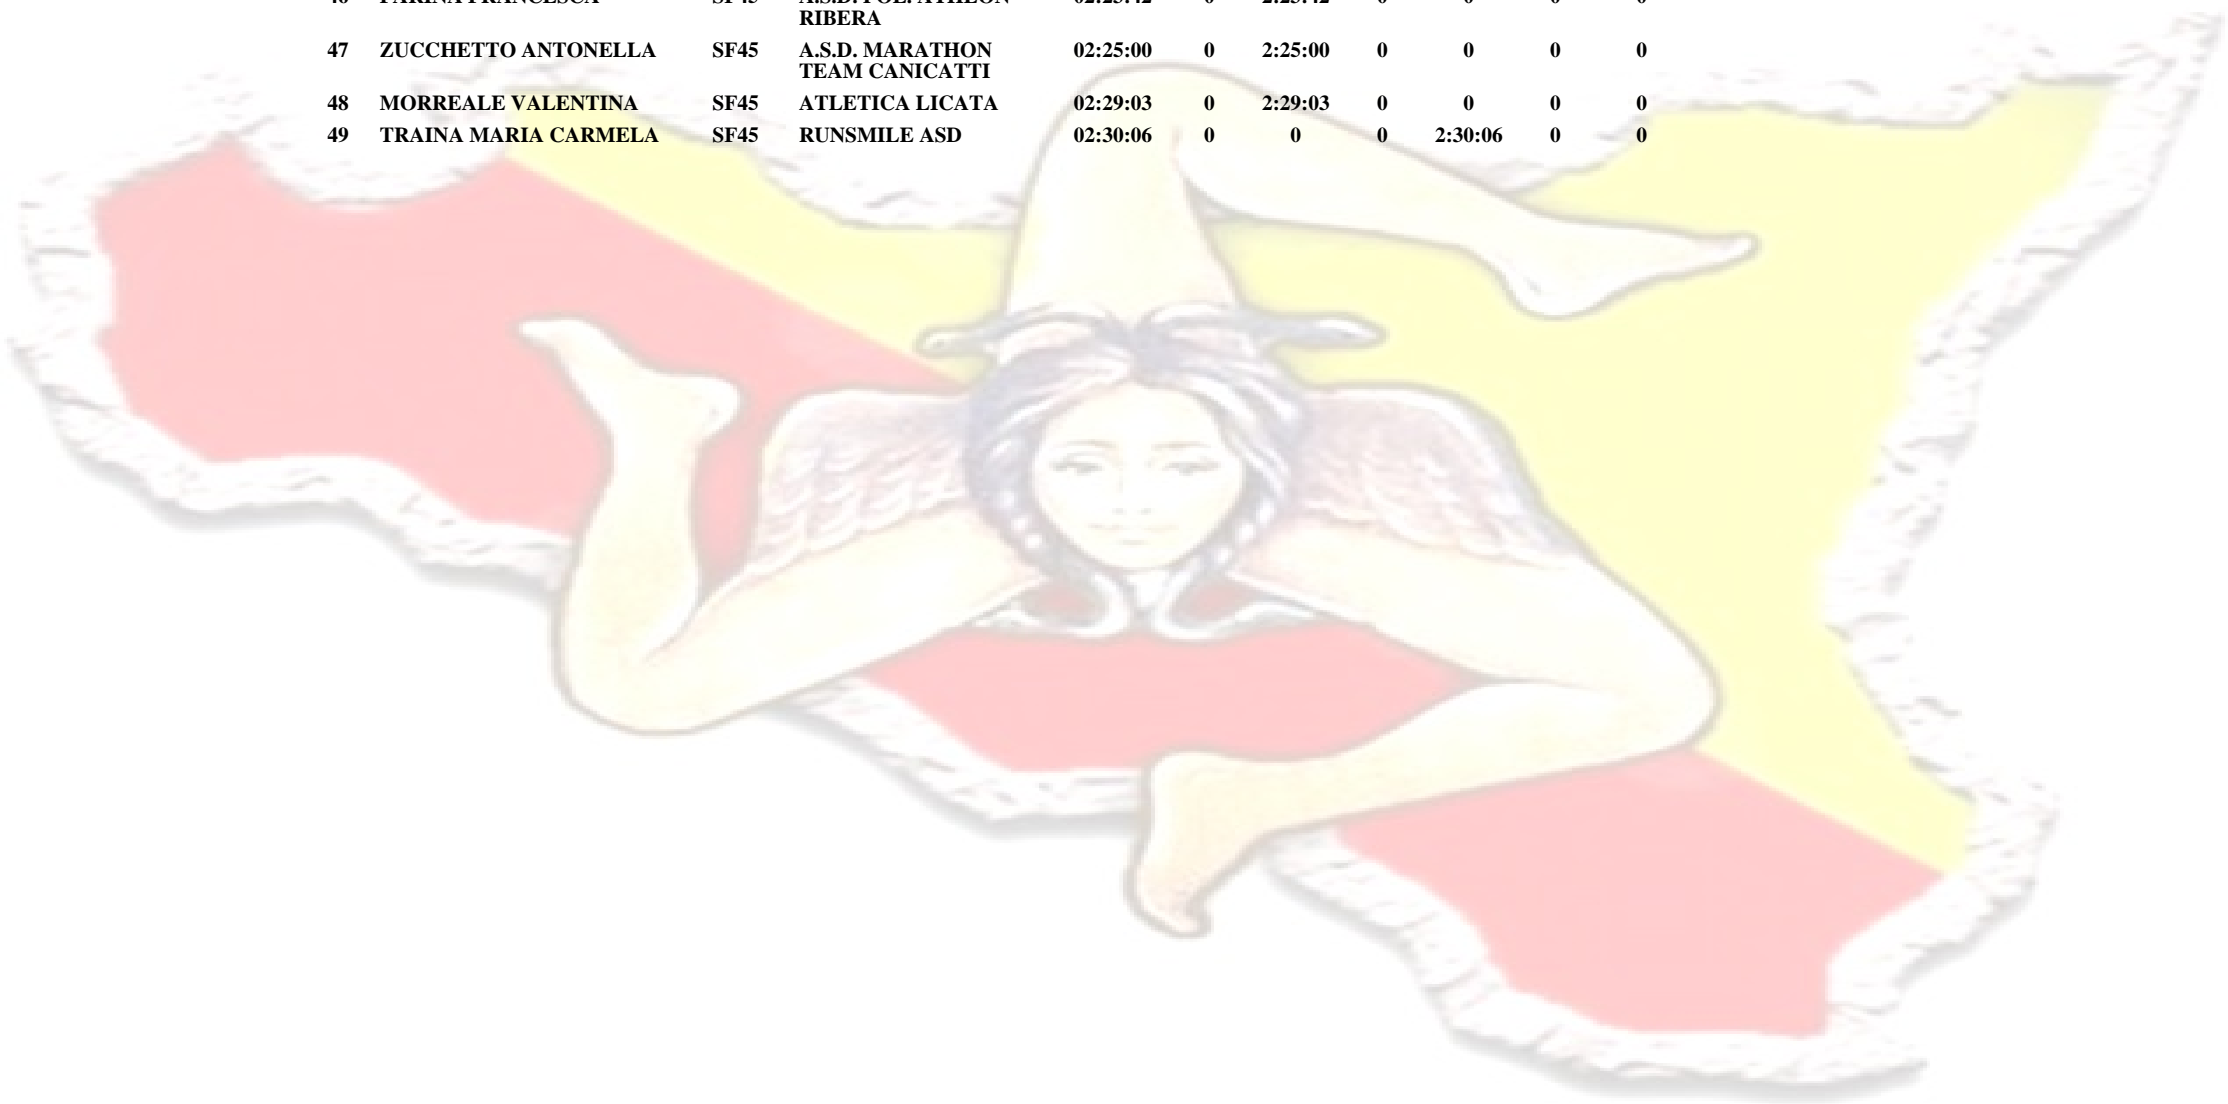 RIBERA
47 ZUCCHETTO ANTONELLA SF45 A.S.D. MARATHON 02:25:00 0 2:25:00 0 0 0 0
TEAM CANICATTI
48 MORREALE VALENTINA SF45 ATLETICA LICATA 02:29:03 0 2:29:03 0 0 0 0
49 TRAINA MARIA CARMELA SF45 RUNSMILE ASD 02:30:06 0 0 0 2:30:06 0 0